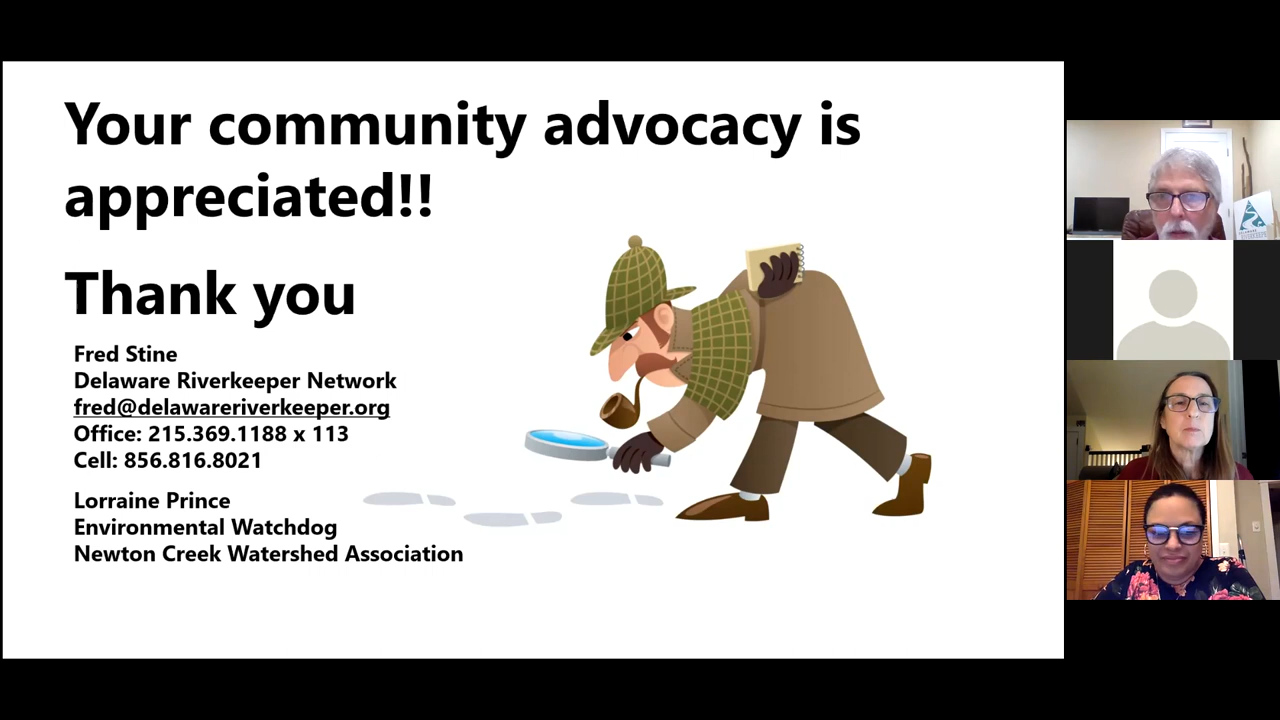 Your community advocacy is
appreciated!!
Thank you
Fred Stine
Delaware Riverkeeper Network
fred@delawareriverkeeper.org
Office: 215.369.1188 x 113
Cell: 856.816.8021
Lorraine Prince
Environmental Watchdog
Newton Creek Watershed Association